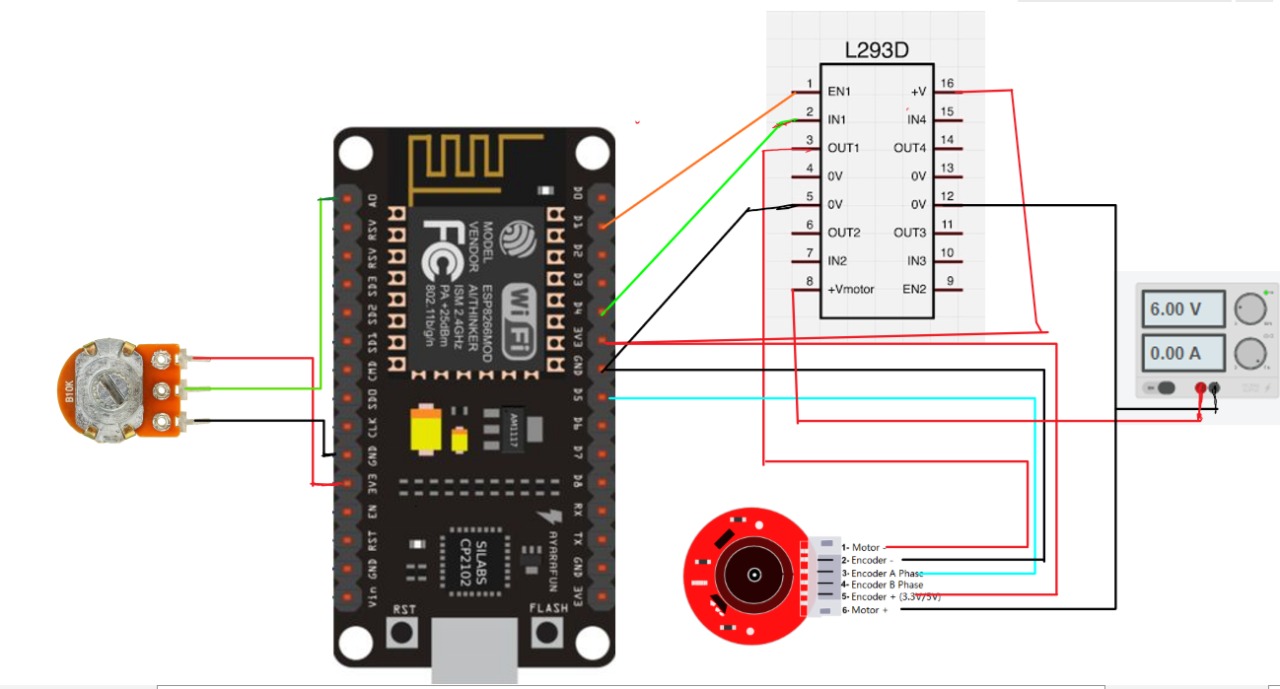 L293D
1 EN1 +V 16
2 IN1 IN4 15
3 OUT1 OUT4 14
4 0V 0V 13
5 0V 0V 12
6 OUT2 OUT3 11
7 IN2 IN3 10
8 +Vmotor EN2 9
6.00 V
0.00 A
B10K
A0
RSV
RSV
SD3
SD2
SD1
CMD
SD0
CLK
GND
3V3
EN
RST
GND
Vin
MODEL
VENDOR
ESP8266MOD
AI/THINKER
ISM 2.4GHz
PA +25dBm
802.11b/g/n
FC
WiFi
AM1117
SILABS
CP2102
AYARAFUN
D0
D1
D2
D3
D4
3V3
GND
D5
D6
D7
D8
RX
TX
GND
3V3
RST
FLASH
1- Motor -
2- Encoder -
3- Encoder A Phase
4- Encoder B Phase
5- Encoder + (3.3V/5V)
6- Motor +